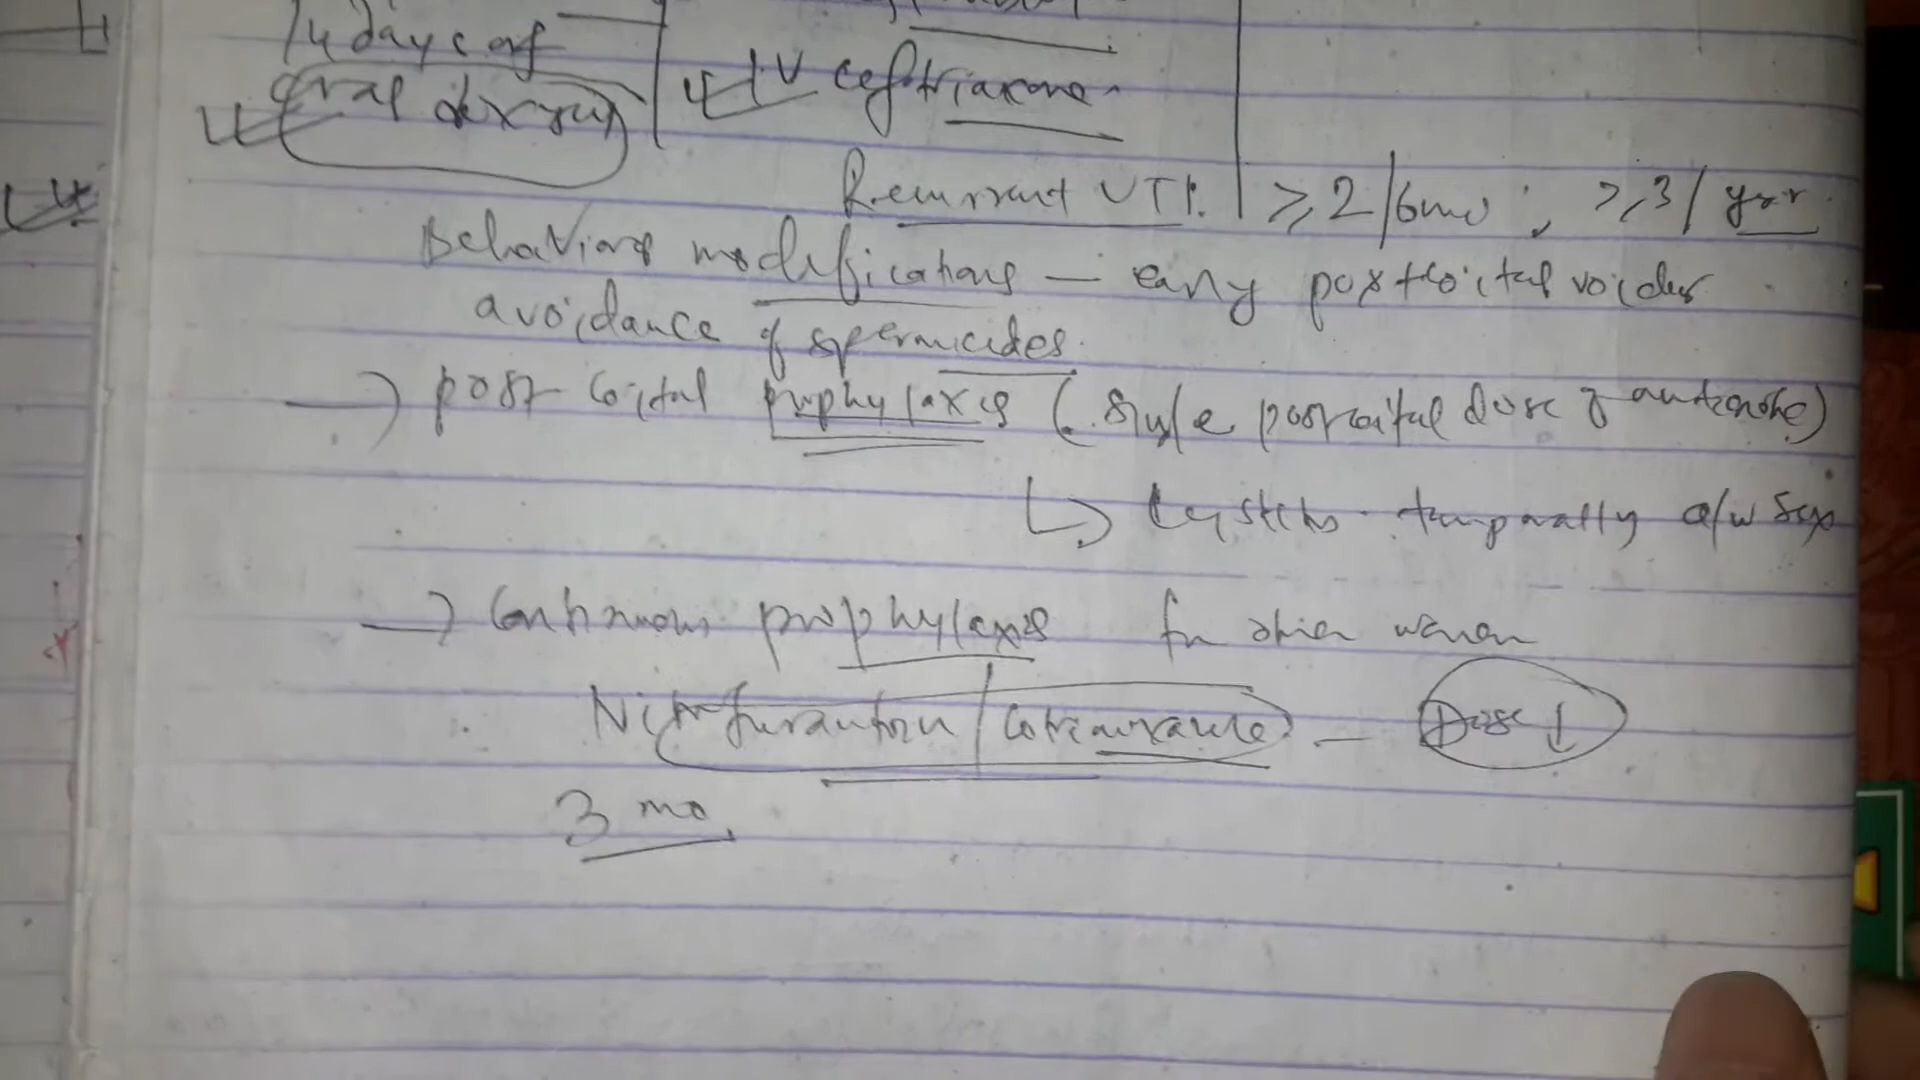 14 days of
oral doxy
IV ceftriaxone
Recurrent UTI. ≥2/6mo ; ≥3/year
Behavioral modifications — early postcoital voiding
avoidance of spermicides.
→ post-coital prophylaxis (single postcoital dose of antibiotic)
↳ cystitis temporally a/w sex
→ Continuous prophylaxis for other women
Nitrofurantoin / Cotrimoxazole — Dose ↓
3 mo.